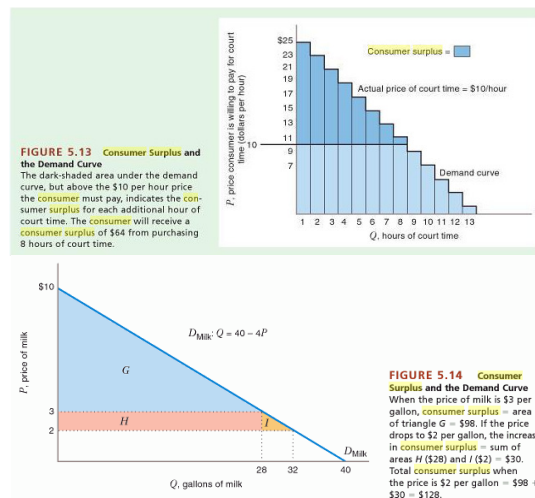 $25
23
21
19
17
15
13
11
10
9
7
P, price consumer is willing to pay for court
time (dollars per hour)
Consumer surplus =
Actual price of court time = $10/hour
Demand curve
1 2 3 4 5 6 7 8 9 10 11 12 13
Q, hours of court time
FIGURE 5.13 Consumer Surplus and
the Demand Curve
The dark-shaded area under the demand
curve, but above the $10 per hour price
the consumer must pay, indicates the con-
sumer surplus for each additional hour of
court time. The consumer will receive a
consumer surplus of $64 from purchasing
8 hours of court time.
$10
P, price of milk
DMilk: Q = 40 – 4P
G
3
H
I
2
DMilk
28 32 40
Q, gallons of milk
FIGURE 5.14 Consumer
Surplus and the Demand Curve
When the price of milk is $3 per
gallon, consumer surplus = area
of triangle G = $98. If the price
drops to $2 per gallon, the increas
in consumer surplus = sum of
areas H ($28) and I ($2) = $30.
Total consumer surplus when
the price is $2 per gallon = $98 +
$30 = $128.